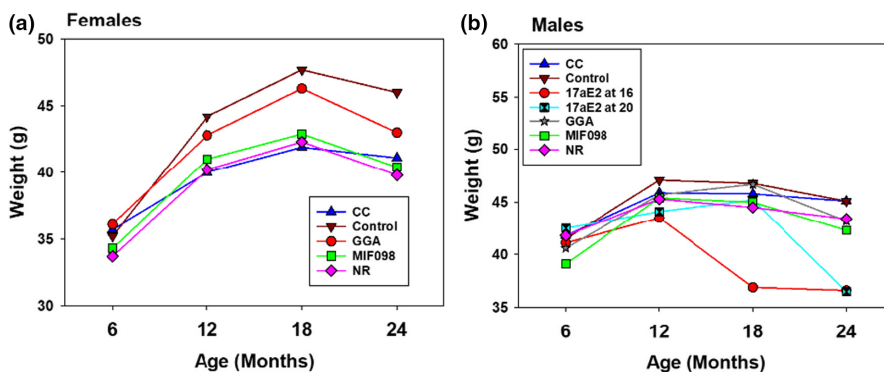 (a) Females
50
45
40
35
30
Weight (g)
CC
Control
GGA
MIF098
NR
6 12 18 24
Age (Months)
(b) Males
60
55
50
45
40
35
Weight (g)
CC
Control
17aE2 at 16
17aE2 at 20
GGA
MIF098
NR
6 12 18 24
Age (Months)